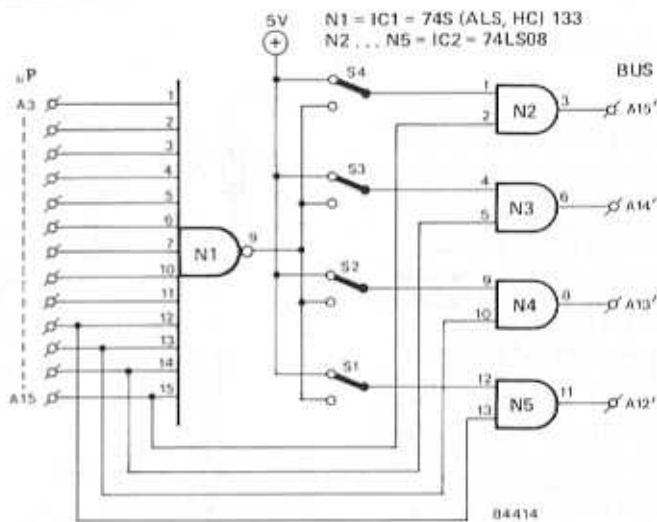 5V N1 = IC1 = 74S (ALS, HC) 133
N2 ... N5 = IC2 = 74LS08
µP
BUS
A3
1
2
3
4
5
6
7
10
11
12
13
14
15
A15
N1
9
S4
1
2
N2
3
A15'
S3
4
5
N3
6
A14'
S2
9
10
N4
8
A13'
S1
12
13
N5
11
A12'
84414